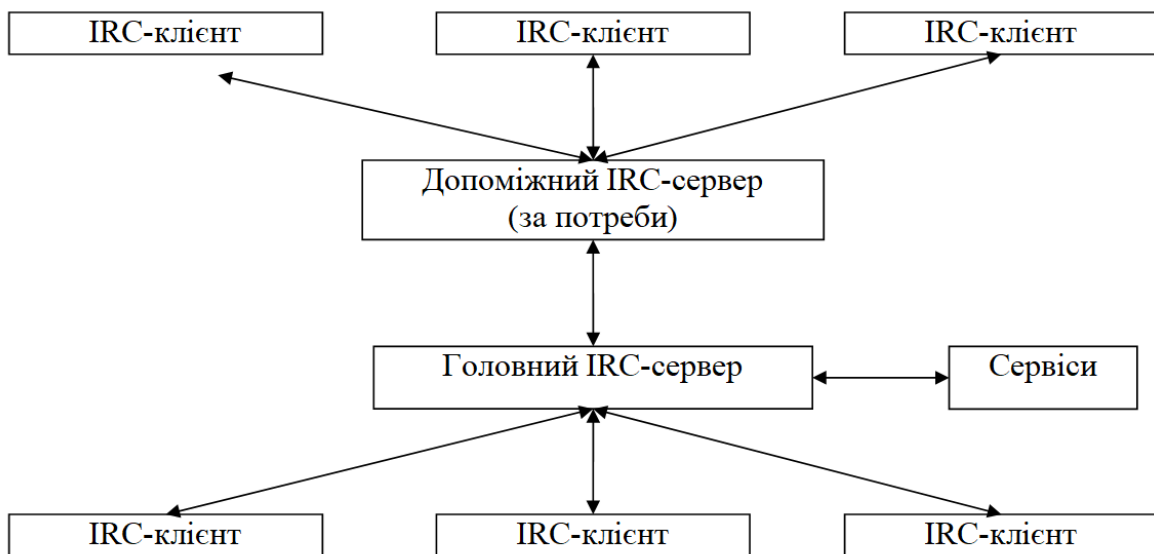 IRC-клієнт
IRC-клієнт
IRC-клієнт
Допоміжний IRC-сервер
(за потреби)
Головний IRC-сервер
Сервіси
IRC-клієнт
IRC-клієнт
IRC-клієнт